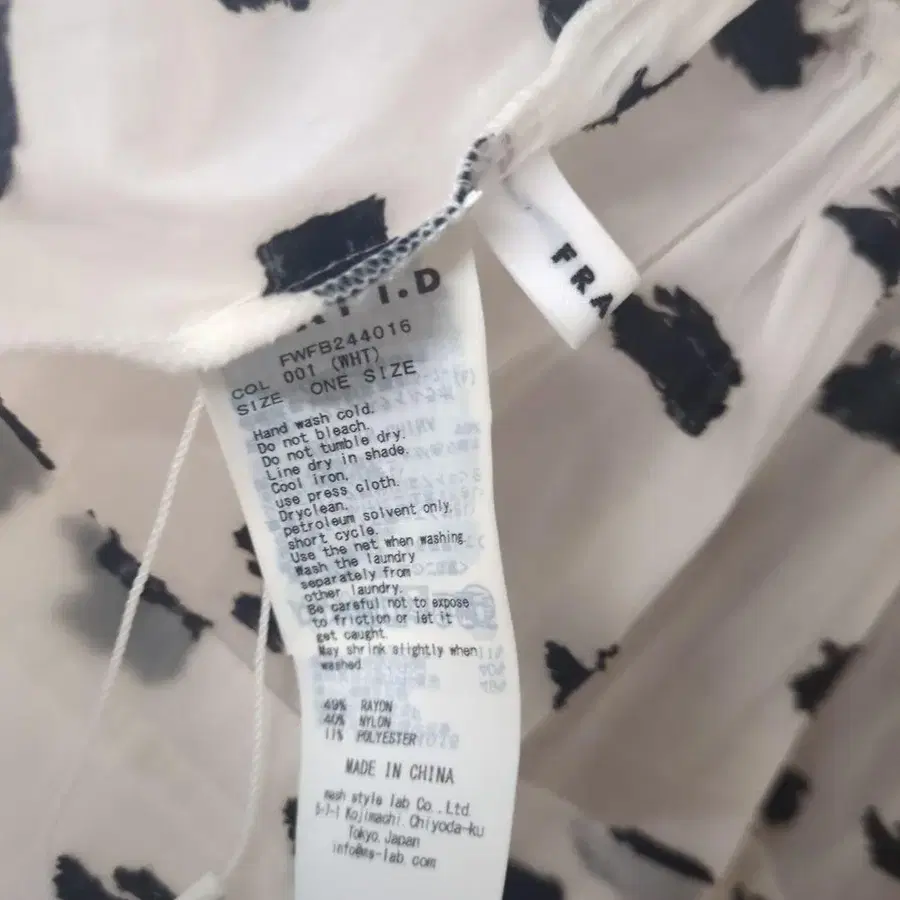 FRA
I.D
FWFB244016
COL 001 (WHT)
SIZE ONE SIZE
Hand wash cold.
Do not bleach.
Do not tumble dry.
Line dry in shade.
Cool iron,
use press cloth.
Dryclean.
petroleum solvent only,
short cycle.
Use the net when washing.
Wash the laundry
separately from
other laundry.
Be careful not to expose
to friction or let it
get caught.
May shrink slightly when
washed.
49% RAYON
40% NYLON
11% POLYESTER
MADE IN CHINA
mash style lab Co.,Ltd.
Kojimachi, Chiyoda-ku
Tokyo, Japan
info@ms-lab.com